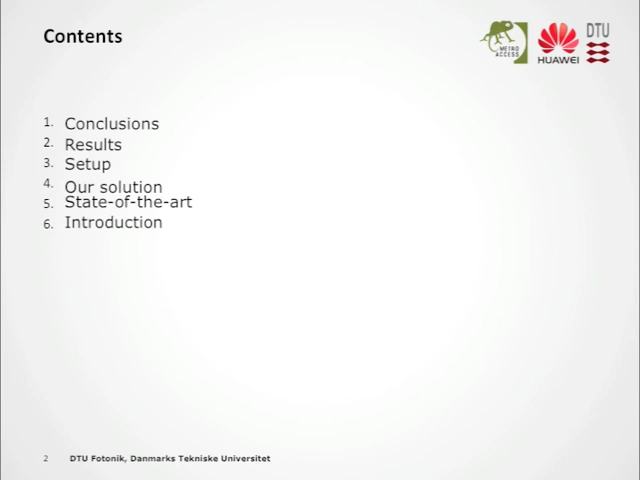 Contents
METRO
ACCESS
HUAWEI
DTU
1. Conclusions
2. Results
3. Setup
4. Our solution
5. State-of-the-art
6. Introduction
2 DTU Fotonik, Danmarks Tekniske Universitet